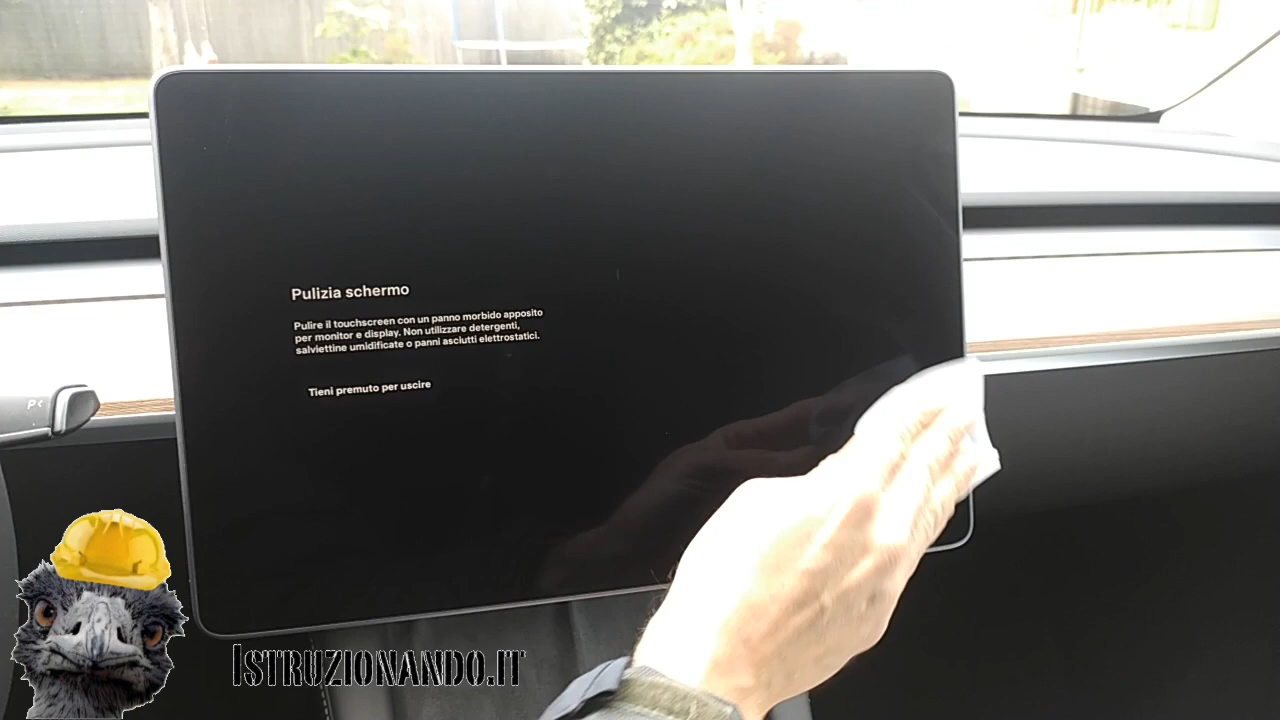 Pulizia schermo
Pulire il touchscreen con un panno morbido apposito
per monitor e display. Non utilizzare detergenti,
salviettine umidificate o panni asciutti elettrostatici.
Tieni premuto per uscire
P<
Istruzionando.it